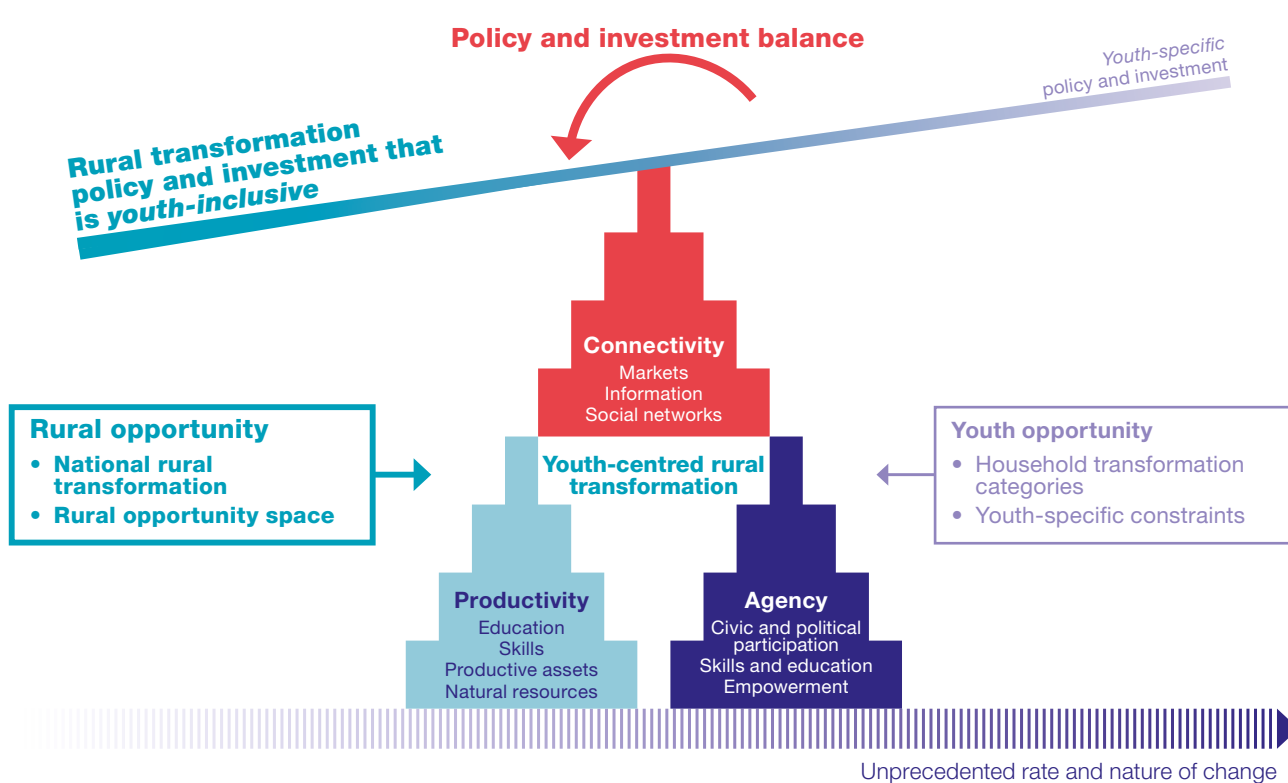 Policy and investment balance
Youth-specific
policy and investment
Rural transformation
policy and investment that
is youth-inclusive
Connectivity
Markets
Information
Social networks
Rural opportunity
• National rural
transformation
• Rural opportunity space
Youth-centred rural
transformation
Youth opportunity
• Household transformation
categories
• Youth-specific constraints
Productivity
Education
Skills
Productive assets
Natural resources
Agency
Civic and political
participation
Skills and education
Empowerment
Unprecedented rate and nature of change